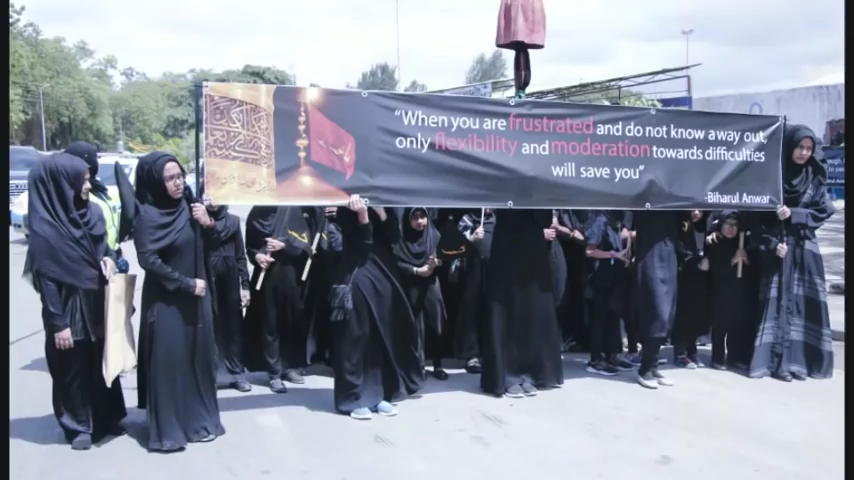 “When you are frustrated and do not know a way out,
only flexibility and moderation towards difficulties
will save you”
-Biharul Anwar